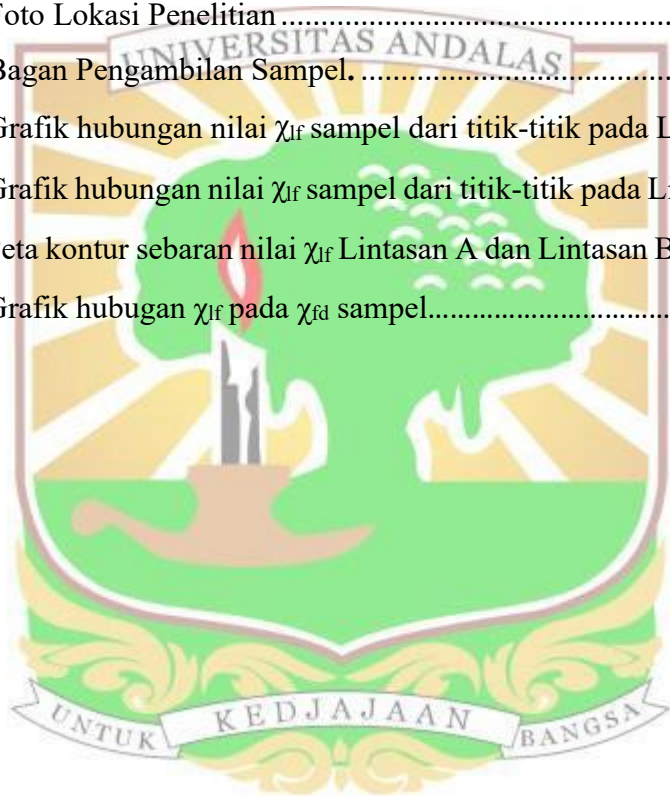 Foto Lokasi Penelitian ................................................
UNIVERSITAS ANDALAS
Bagan Pengambilan Sampel. ......................................
Grafik hubungan nilai χlf sampel dari titik-titik pada
Grafik hubungan nilai χlf sampel dari titik-titik pada
Peta kontur sebaran nilai χlf Lintasan A dan Lintasan B
Grafik hubugan χlf pada χfd sampel..............................
UNTUK KEDJAJAAN BANGSA